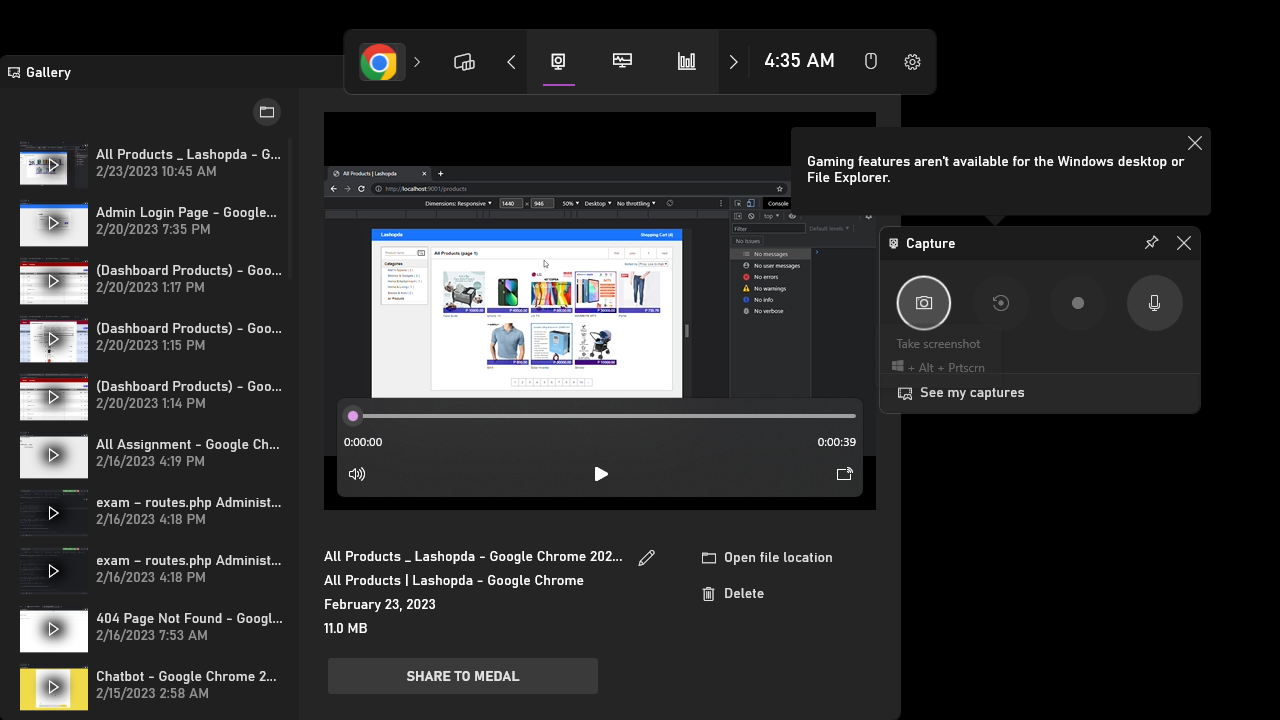 4:35 AM
Gallery
All Products _ Lashopda - G...
2/23/2023 10:45 AM
Admin Login Page - Google...
2/20/2023 7:35 PM
(Dashboard Products) - Goo...
2/20/2023 1:17 PM
(Dashboard Products) - Goo...
2/20/2023 1:15 PM
(Dashboard Products) - Goo...
2/20/2023 1:14 PM
All Assignment - Google Ch...
2/16/2023 4:19 PM
exam – routes.php Administ...
2/16/2023 4:18 PM
exam – routes.php Administ...
2/16/2023 4:18 PM
404 Page Not Found - Googl...
2/16/2023 7:53 AM
Chatbot - Google Chrome 2...
2/15/2023 2:58 AM
All Products | Lashopda
http://localhost:9001/products
Dimensions: Responsive 1440 × 946 50% Desktop No throttling
Console
top
Filter Default levels
No Issues
No messages
No user messages
No errors
No warnings
No info
No verbose
Lashopda Shopping Cart (4)
All Products (page 1)
Categories
0:00:00 0:00:39
All Products _ Lashopda - Google Chrome 202...
All Products | Lashopda - Google Chrome
February 23, 2023
11.0 MB
Open file location
Delete
SHARE TO MEDAL
Gaming features aren't available for the Windows desktop or
File Explorer.
Capture
Take screenshot
+ Alt + Prtscrn
See my captures